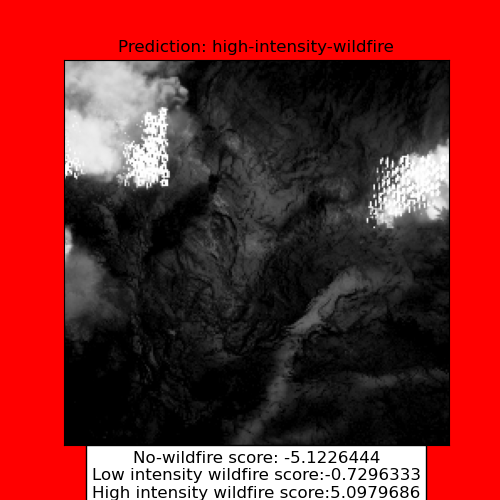 Prediction: high-intensity-wildfire
No-wildfire score: -5.1226444
Low intensity wildfire score:-0.7296333
High intensity wildfire score:5.0979686